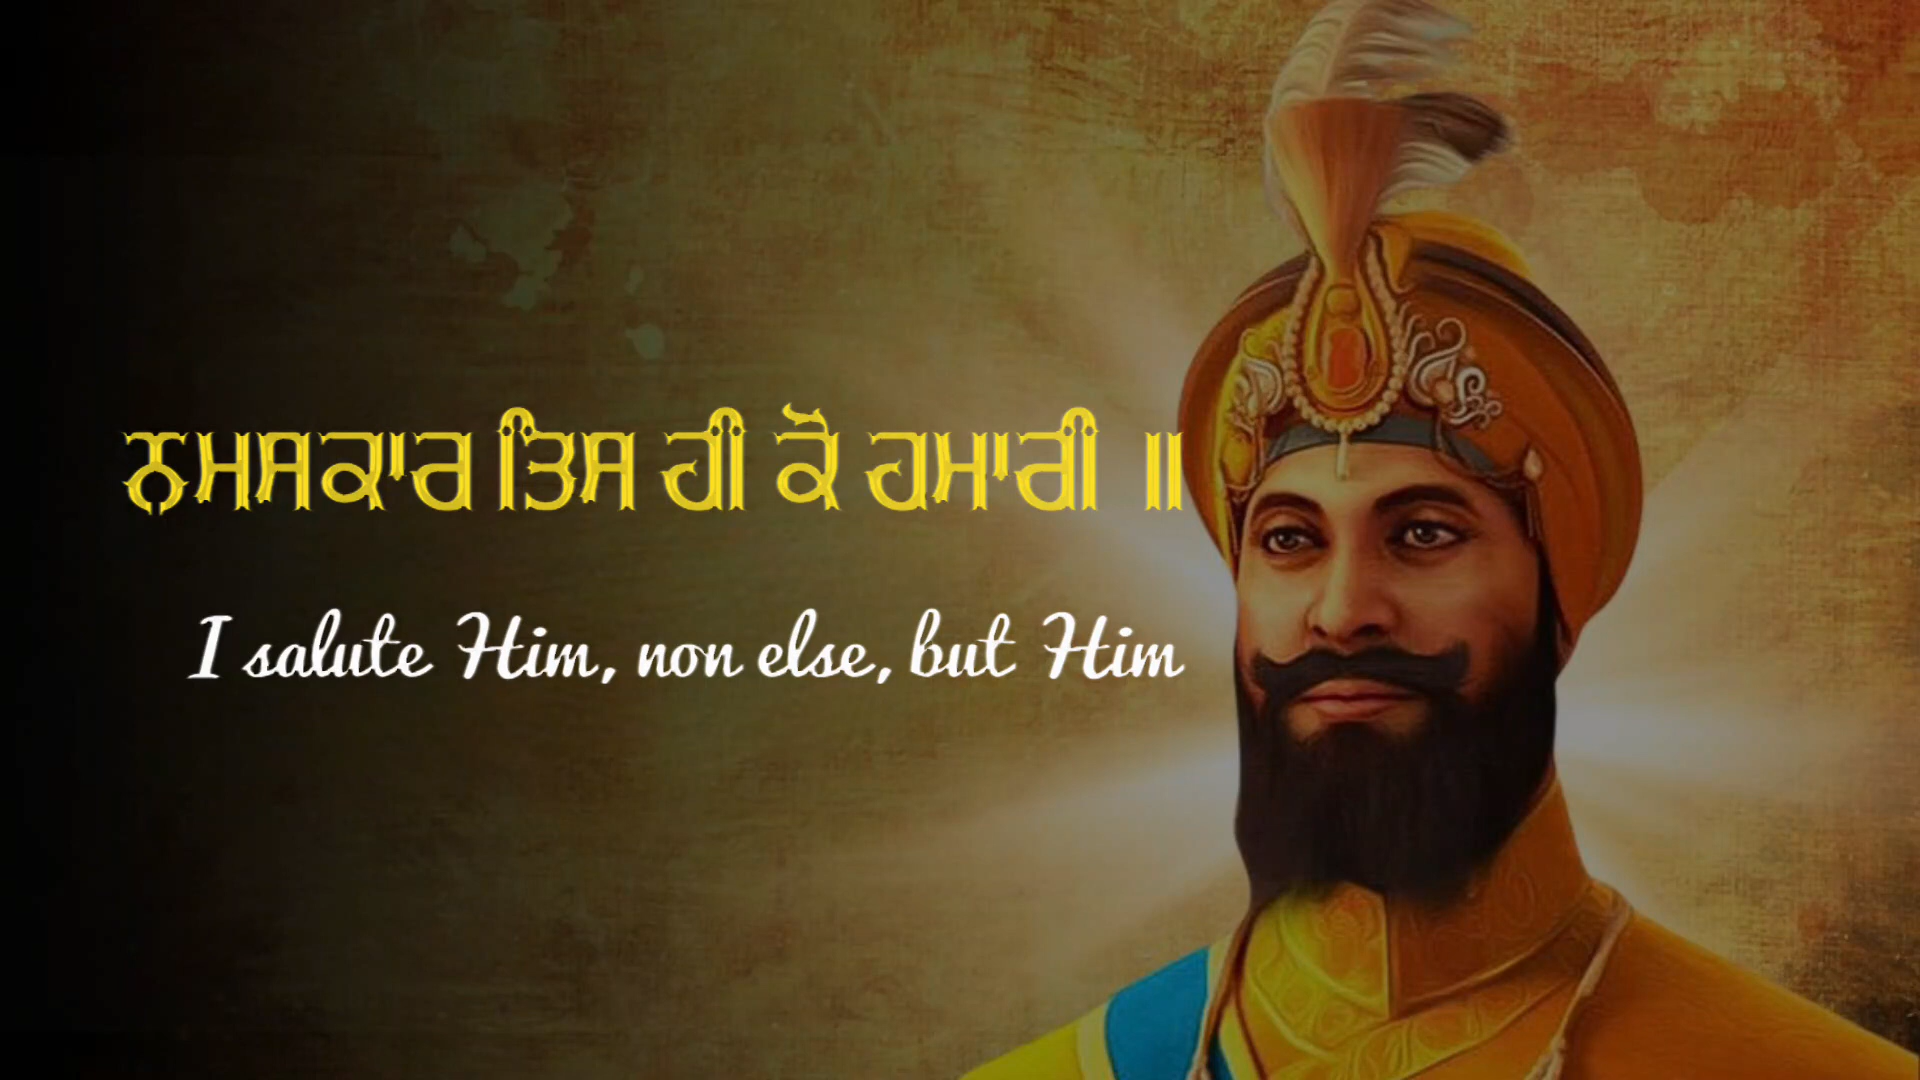 ਨਮਸਕਾਰ ਤਿਸ ਹੀ ਕੋ ਹਮਾਰੀ ॥
I salute Him, non else, but Him